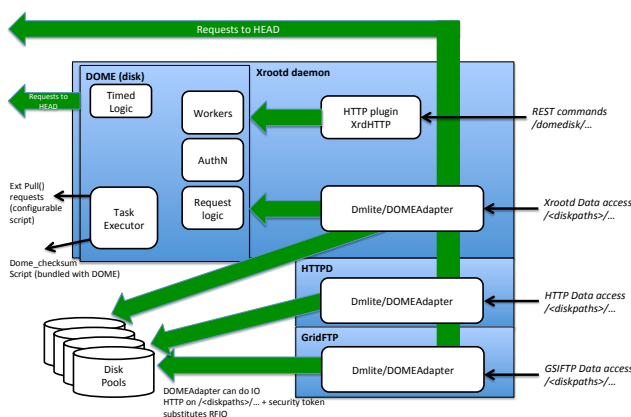 Requests to HEAD
DOME (disk)
Xrootd daemon
Requests to
HEAD
Timed
Logic
Workers
HTTP plugin
XrdHTTP
REST commands
/domedisk/...
AuthN
Ext Pull()
requests
(configurable
script)
Task
Executor
Request
logic
Dmlite/DOMEAdapter
Xrootd Data access
/<diskpaths>/...
Dome_checksum
Script (bundled with DOME)
HTTPD
Dmlite/DOMEAdapter
HTTP Data access
/<diskpaths>/...
GridFTP
Dmlite/DOMEAdapter
GSIFTP Data access
/<diskpaths>/...
Disk
Pools
DOMEAdapter can do IO
HTTP on /<diskpaths>/... + security token
substitutes RFIO